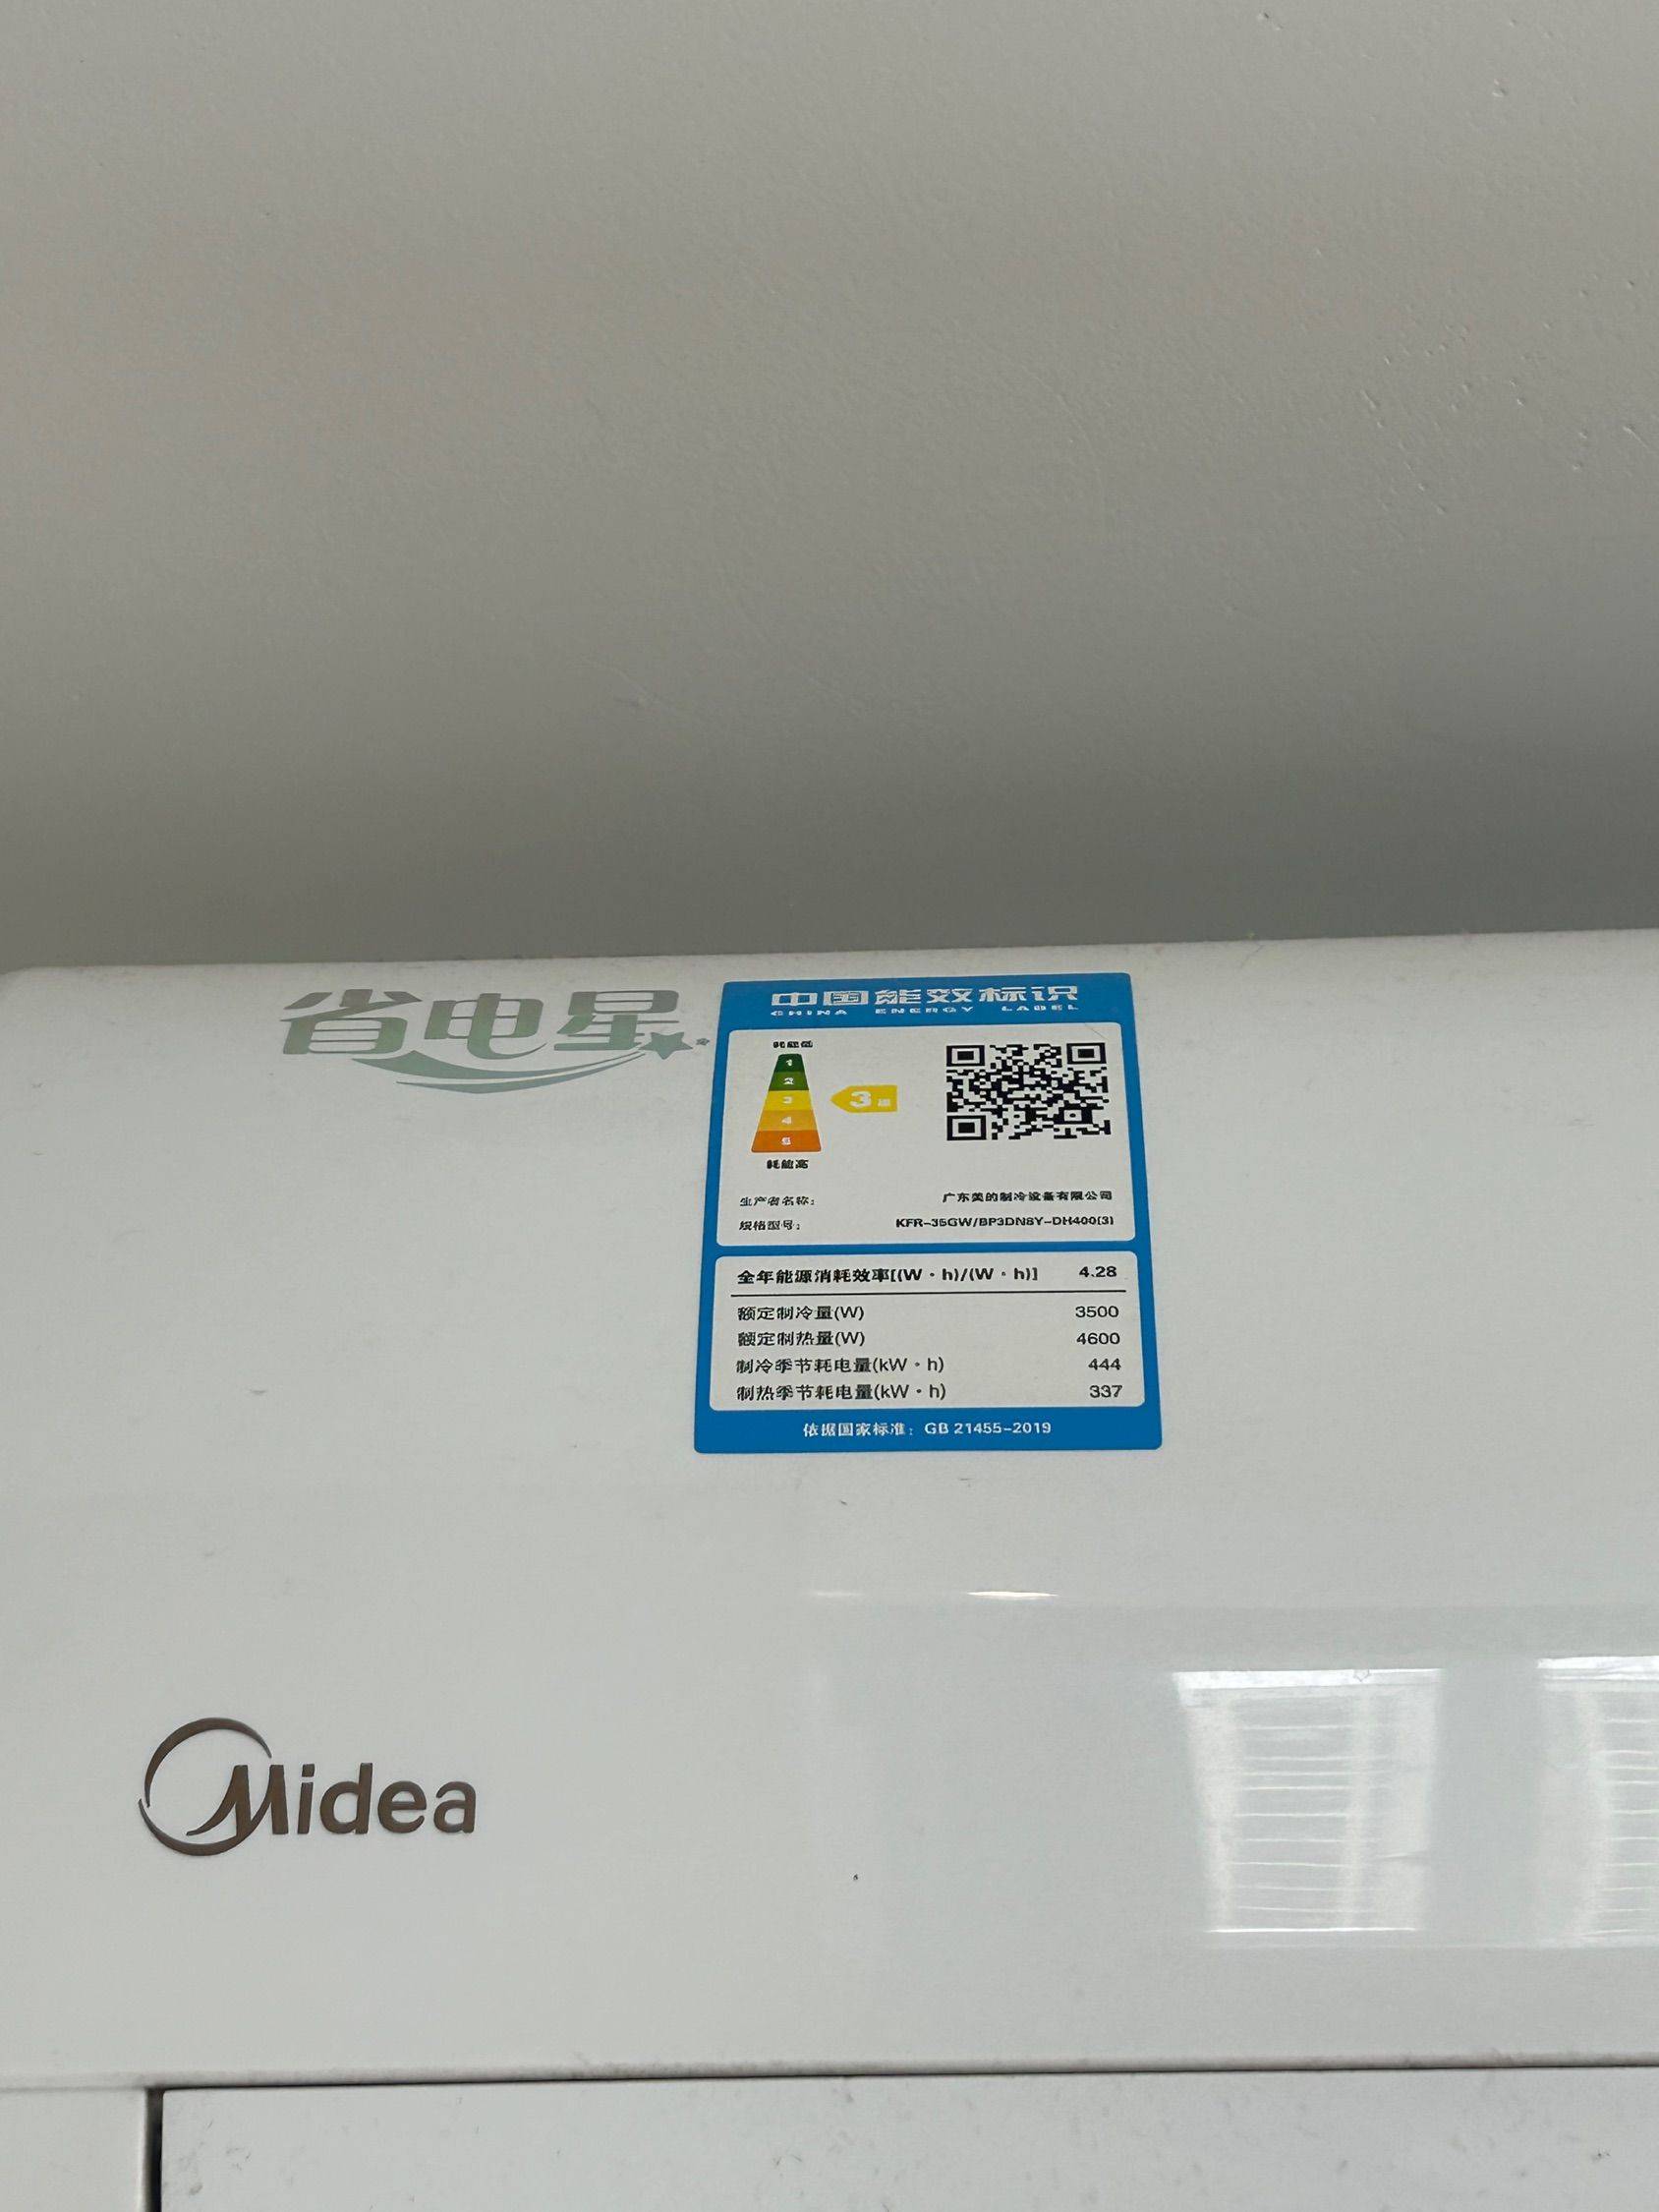 省电星
中国能效标识
CHINA ENERGY LABEL
耗能低
1
2
3
4
5
3级
耗能高
生产者名称： 广东美的制冷设备有限公司
规格型号： KFR-35GW/BP3DN8Y-DH400(3)
全年能源消耗效率[(W·h)/(W·h)] 4.28
额定制冷量(W) 3500
额定制热量(W) 4600
制冷季节耗电量(kW·h) 444
制热季节耗电量(kW·h) 337
依据国家标准：GB 21455-2019
Midea